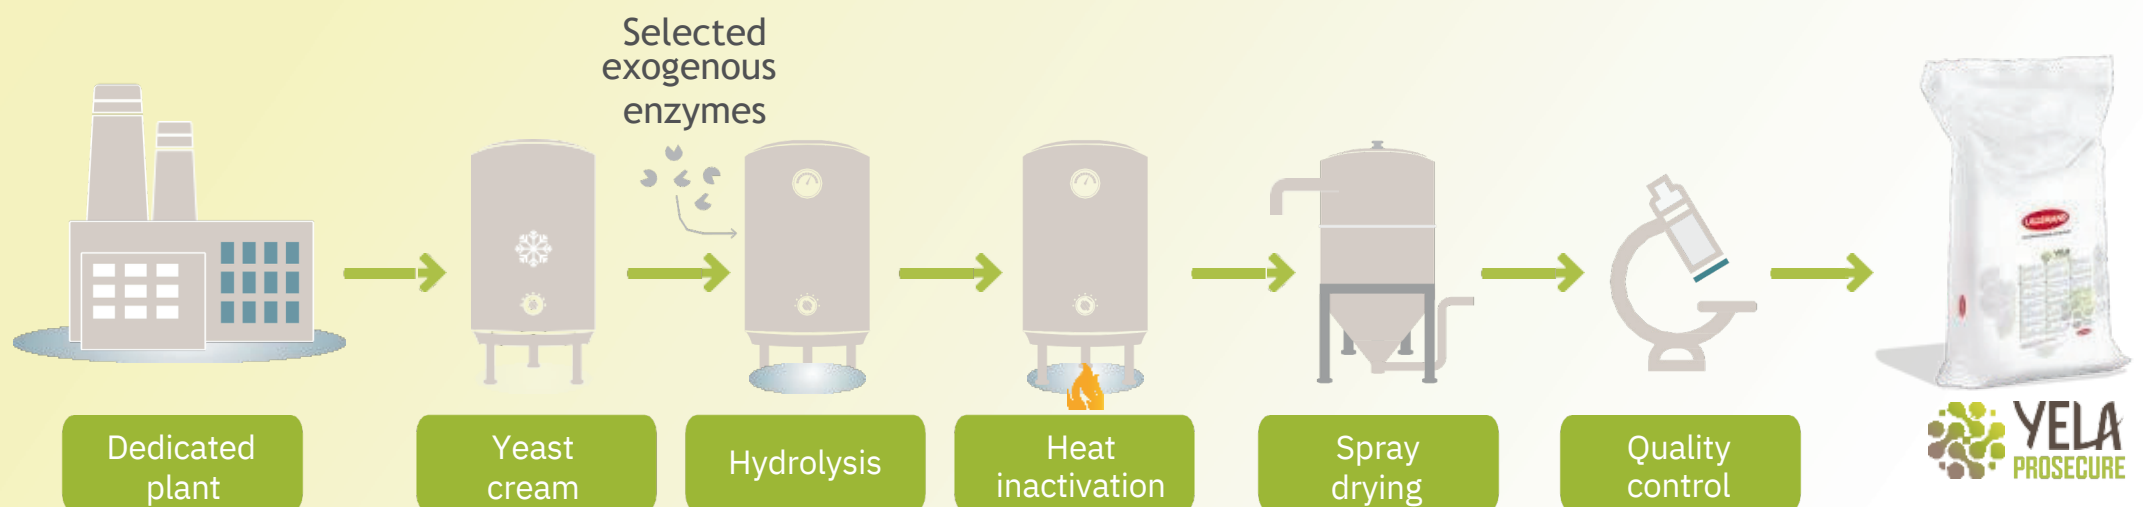 Selected
exogenous
enzymes
Dedicated
plant
Yeast
cream
Hydrolysis
Heat
inactivation
Spray
drying
Quality
control
YELA
PROSECURE